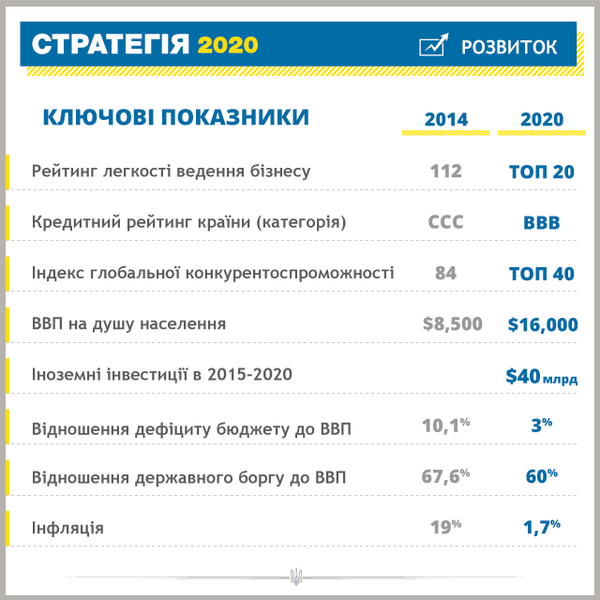 СТРАТЕГІЯ 2020 РОЗВИТОК
КЛЮЧОВІ ПОКАЗНИКИ 2014 2020
Рейтинг легкості ведення бізнесу 112 ТОП 20
Кредитний рейтинг країни (категорія) CCC BBB
Індекс глобальної конкурентоспроможності 84 ТОП 40
ВВП на душу населення $8,500 $16,000
Іноземні інвестиції в 2015-2020 $40 млрд
Відношення дефіциту бюджету до ВВП 10,1% 3%
Відношення державного боргу до ВВП 67,6% 60%
Інфляція 19% 1,7%